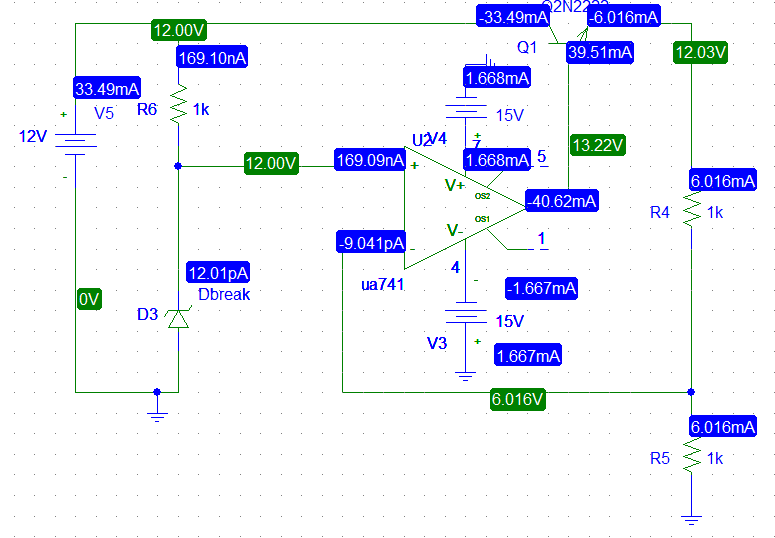 -33.49mA
Q2N2222
-6.016mA
12.00V
Q1
39.51mA
12.03V
169.10nA
1.668mA
33.49mA
+
V5
R6
1k
15V
12V
U2
V4
+
7
13.22V
-
12.00V
169.09nA
+
1.668mA
5
V+
OS2
6.016mA
-40.62mA
R4
1k
OS1
-9.041pA
-
V-
1
12.01pA
4
-
ua741
-1.667mA
0V
Dbreak
D3
15V
V3
+
1.667mA
6.016V
6.016mA
R5
1k